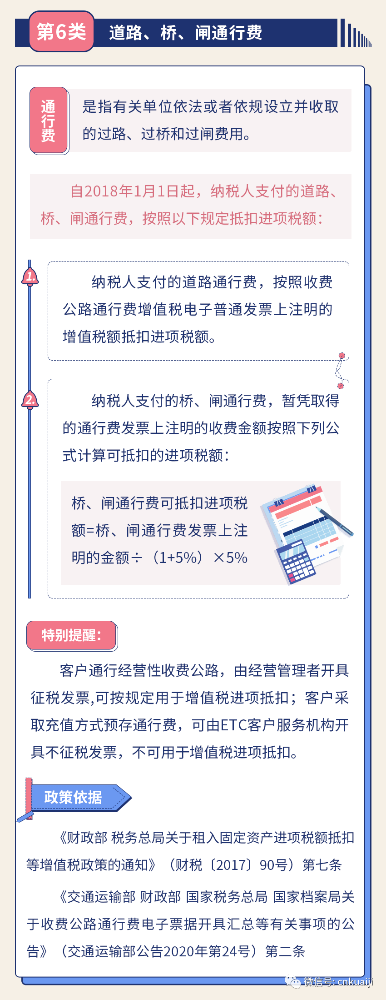 第6类
道路、桥、闸通行费
通行费
是指有关单位依法或者依规设立并收取
的过路、过桥和过闸费用。
自2018年1月1日起，纳税人支付的道路、
桥、闸通行费，按照以下规定抵扣进项税额：
1.
纳税人支付的道路通行费，按照收费
公路通行费增值税电子普通发票上注明的
增值税额抵扣进项税额。
2.
纳税人支付的桥、闸通行费，暂凭取得
的通行费发票上注明的收费金额按照下列公
式计算可抵扣的进项税额：
桥、闸通行费可抵扣进项税
额=桥、闸通行费发票上注
明的金额÷（1+5%）×5%
特别提醒：
客户通行经营性收费公路，由经营管理者开具
征税发票,可按规定用于增值税进项抵扣；客户采
取充值方式预存通行费，可由ETC客户服务机构开
具不征税发票，不可用于增值税进项抵扣。
政策依据
《财政部 税务总局关于租入固定资产进项税额抵扣
等增值税政策的通知》（财税〔2017〕90号）第七条
《交通运输部 财政部 国家税务总局 国家档案局关
于收费公路通行费电子票据开具汇总等有关事项的公
告》（交通运输部公告2020年第24号）第二条
微信号: cnkuaiji